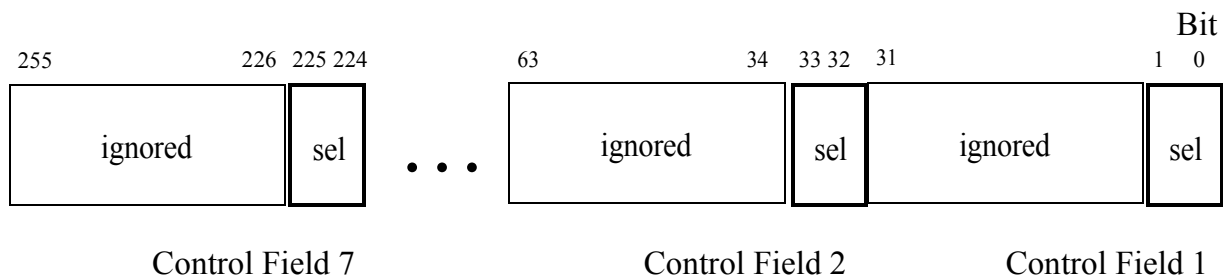 Bit
255 226 225 224 63 34 33 32 31 1 0
ignored sel . . . ignored sel ignored sel
Control Field 7 Control Field 2 Control Field 1